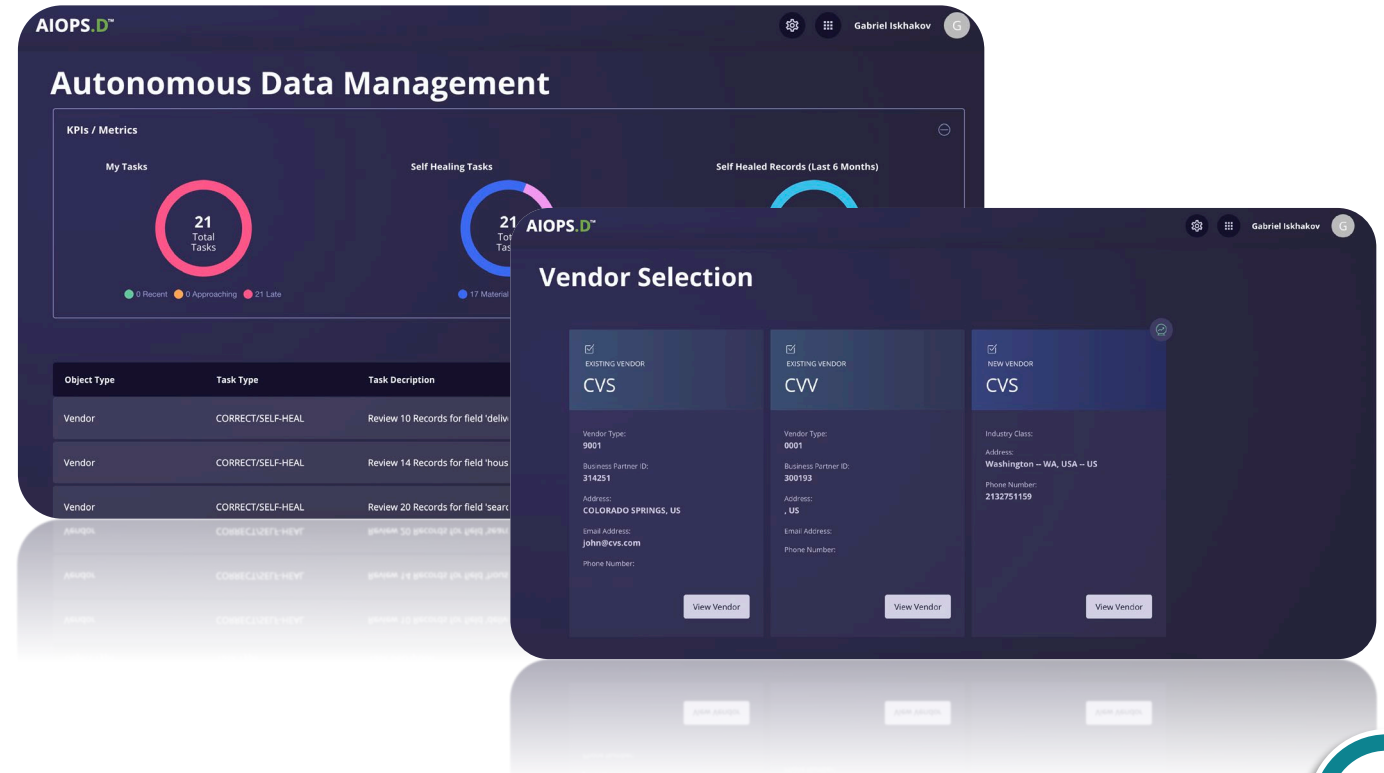 AIOPS.D™
Gabriel Iskhakov
G
Autonomous Data Management
KPIs / Metrics
My Tasks
Self Healing Tasks
Self Healed Records (Last 6 Months)
21
Total
Tasks
21
0 Recent
0 Approaching
21 Late
17 Material
Object Type
Task Type
Task Decription
Vendor
CORRECT/SELF-HEAL
Review 10 Records for field
Vendor
CORRECT/SELF-HEAL
Review 14 Records for field
Vendor
CORRECT/SELF-HEAL
Review 20 Records for field
AIOPS.D™
Gabriel Iskhakov
G
Vendor Selection
EXISTING VENDOR
CVS
Vendor Type:
9001
Business Partner ID:
314251
Address:
COLORADO SPRINGS, US
Email Address:
john@cvs.com
Phone Number:
View Vendor
EXISTING VENDOR
CVV
Vendor Type:
0001
Business Partner ID:
300193
Address:
, US
Email Address:
Phone Number:
View Vendor
NEW VENDOR
CVS
Industry Class:
Address:
Washington -- WA, USA -- US
Phone Number:
2132751159
View Vendor